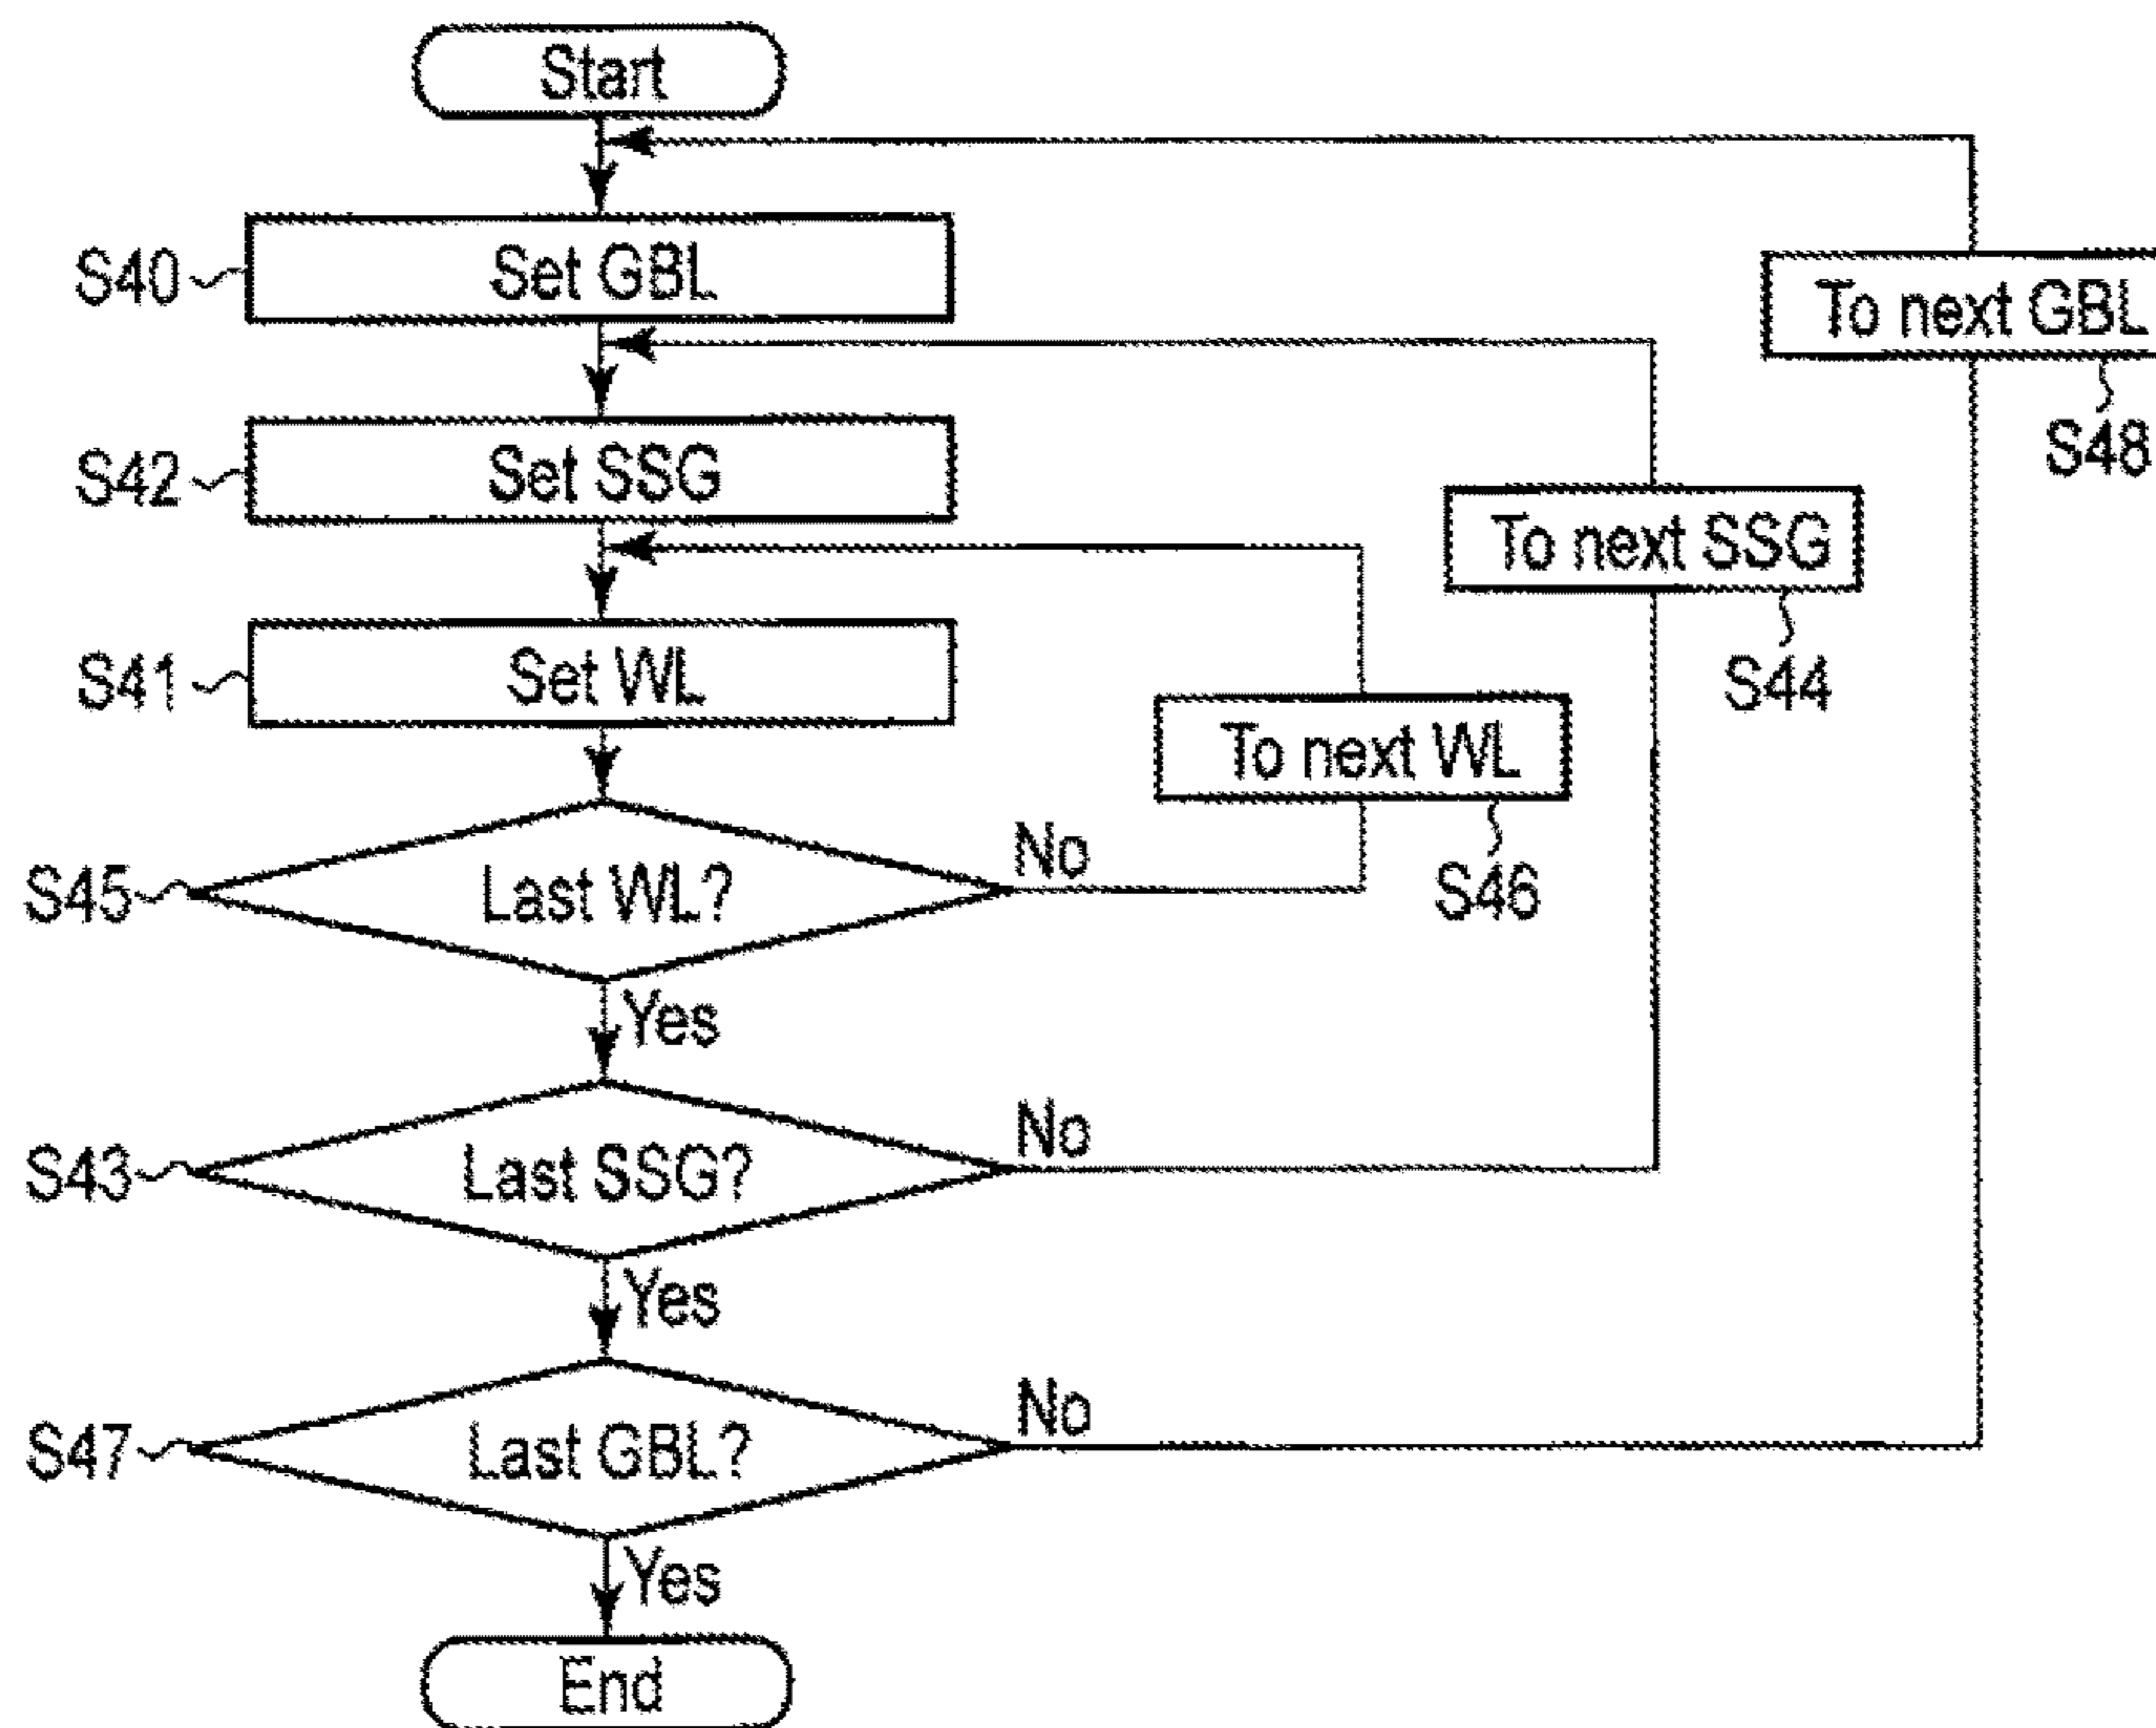 Start
S40
Set GBL
To next GBL
S48
S42
Set SSG
To next SSG
S44
S41
Set WL
To next WL
S46
S45
Last WL?
No
Yes
S43
Last SSG?
No
Yes
S47
Last GBL?
No
Yes
End